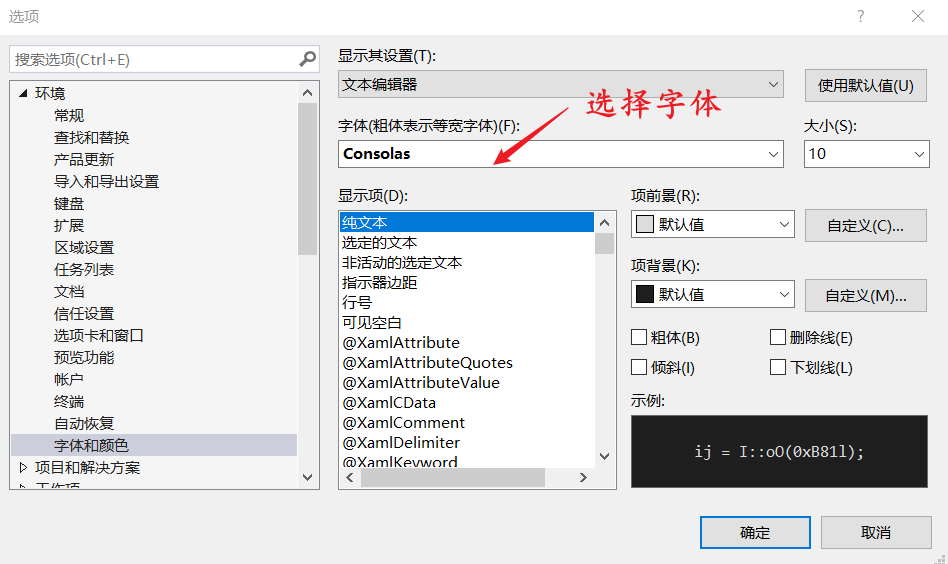 选项
搜索选项(Ctrl+E)
环境
常规
查找和替换
产品更新
导入和导出设置
键盘
扩展
区域设置
任务列表
文档
信任设置
选项卡和窗口
预览功能
帐户
终端
自动恢复
字体和颜色
项目和解决方案
工作项
显示其设置(T):
文本编辑器
使用默认值(U)
选择字体
字体(粗体表示等宽字体)(F):
大小(S):
Consolas
10
显示项(D):
纯文本
选定的文本
非活动的选定文本
指示器边距
行号
可见空白
@XamlAttribute
@XamlAttributeQuotes
@XamlAttributeValue
@XamlCData
@XamlComment
@XamlDelimiter
@XamlKeyword
项前景(R):
默认值
自定义(C)...
项背景(K):
默认值
自定义(M)...
粗体(B)
删除线(E)
倾斜(I)
下划线(L)
示例:
ij = I::oO(0xB81l);
确定
取消